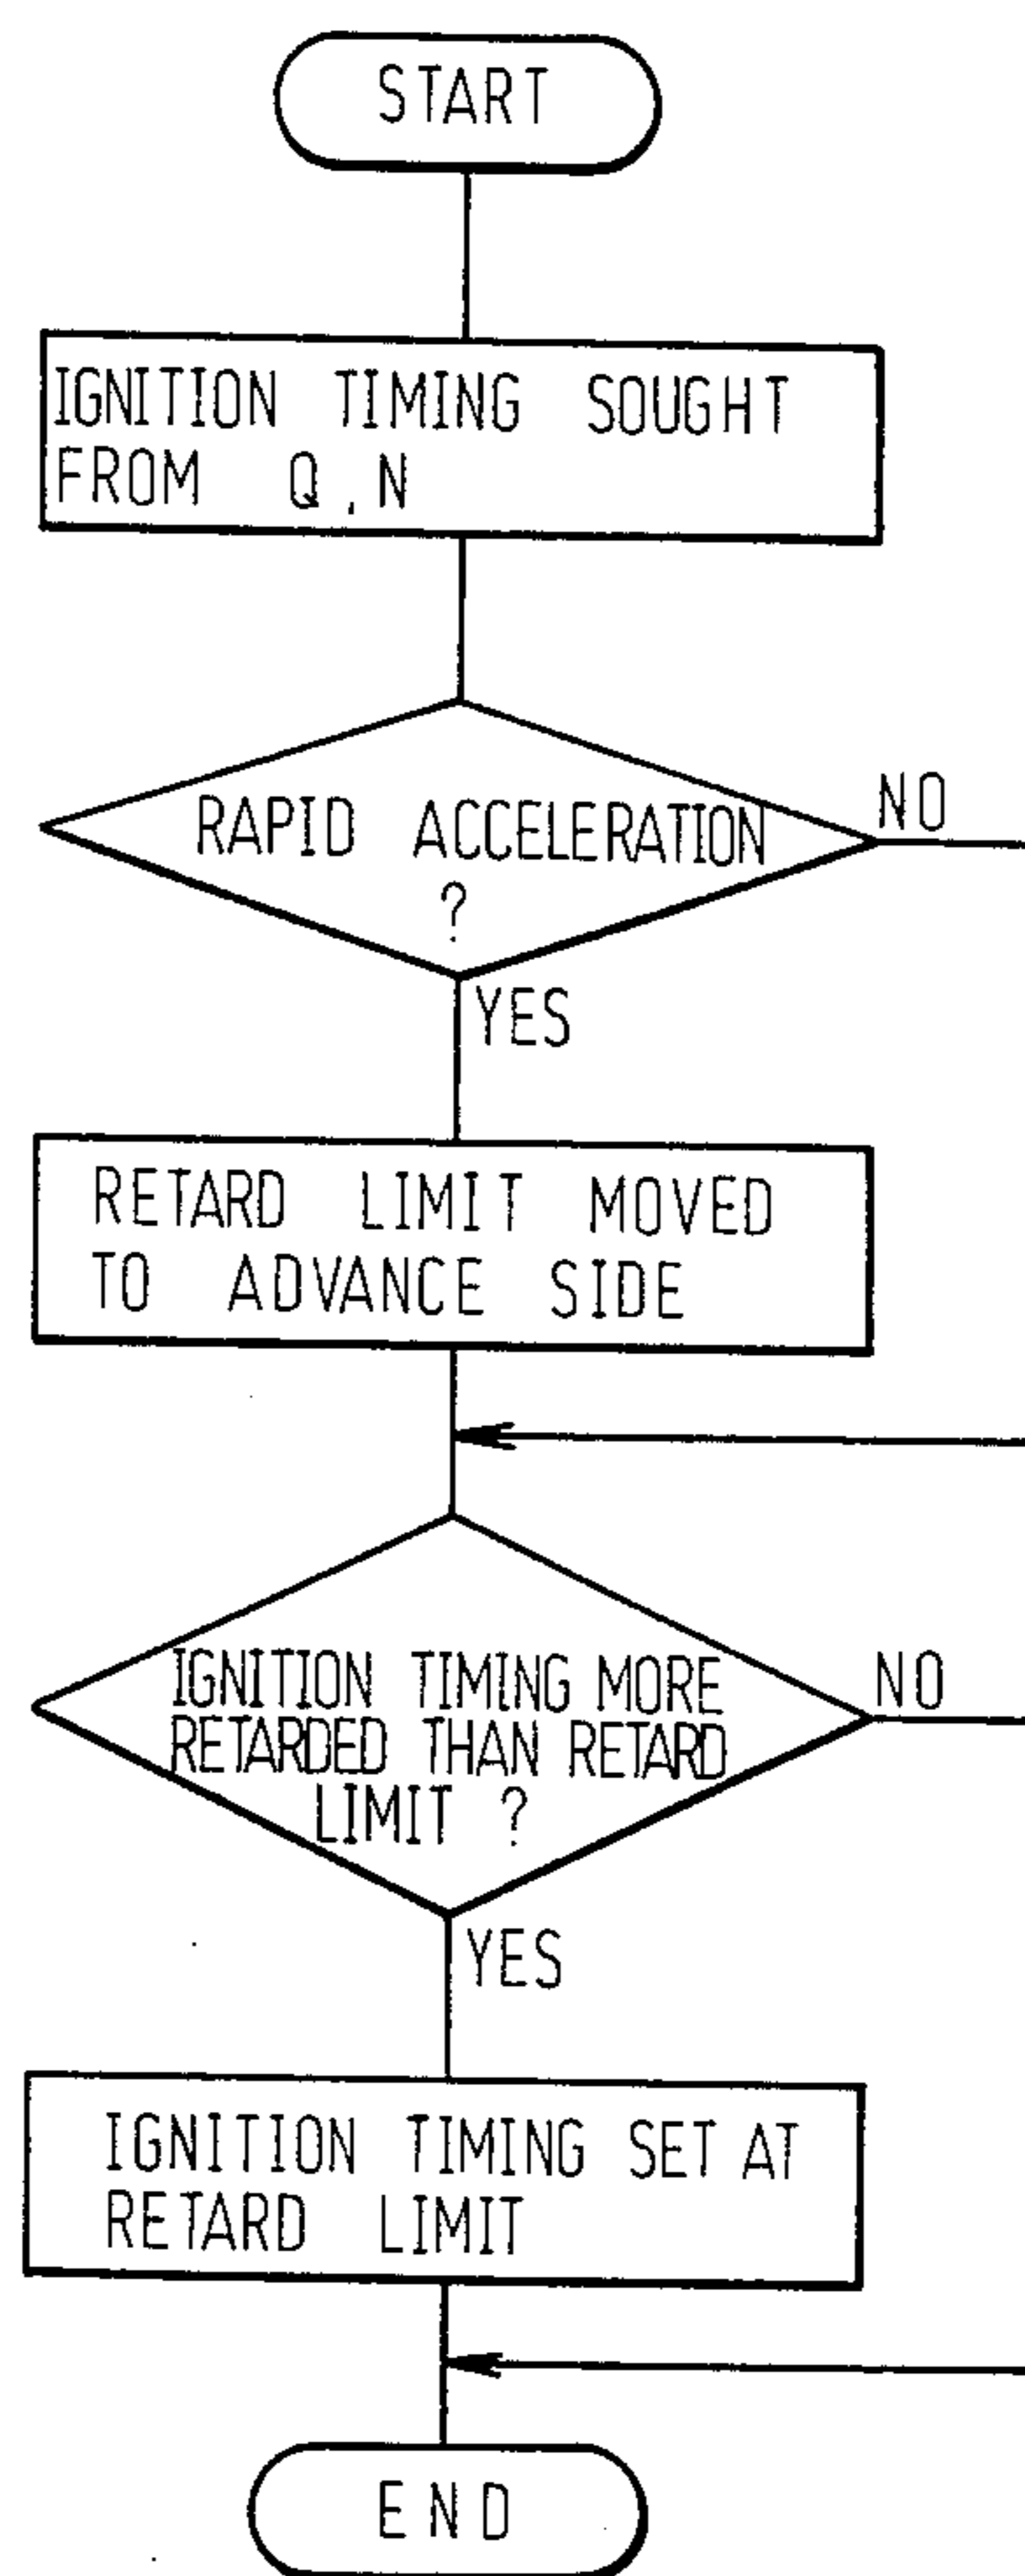 START
IGNITION TIMING SOUGHT
FROM Q, N
RAPID ACCELERATION
?
NO
YES
RETARD LIMIT MOVED
TO ADVANCE SIDE
IGNITION TIMING MORE
RETARDED THAN RETARD
LIMIT ?
NO
YES
IGNITION TIMING SET AT
RETARD LIMIT
END